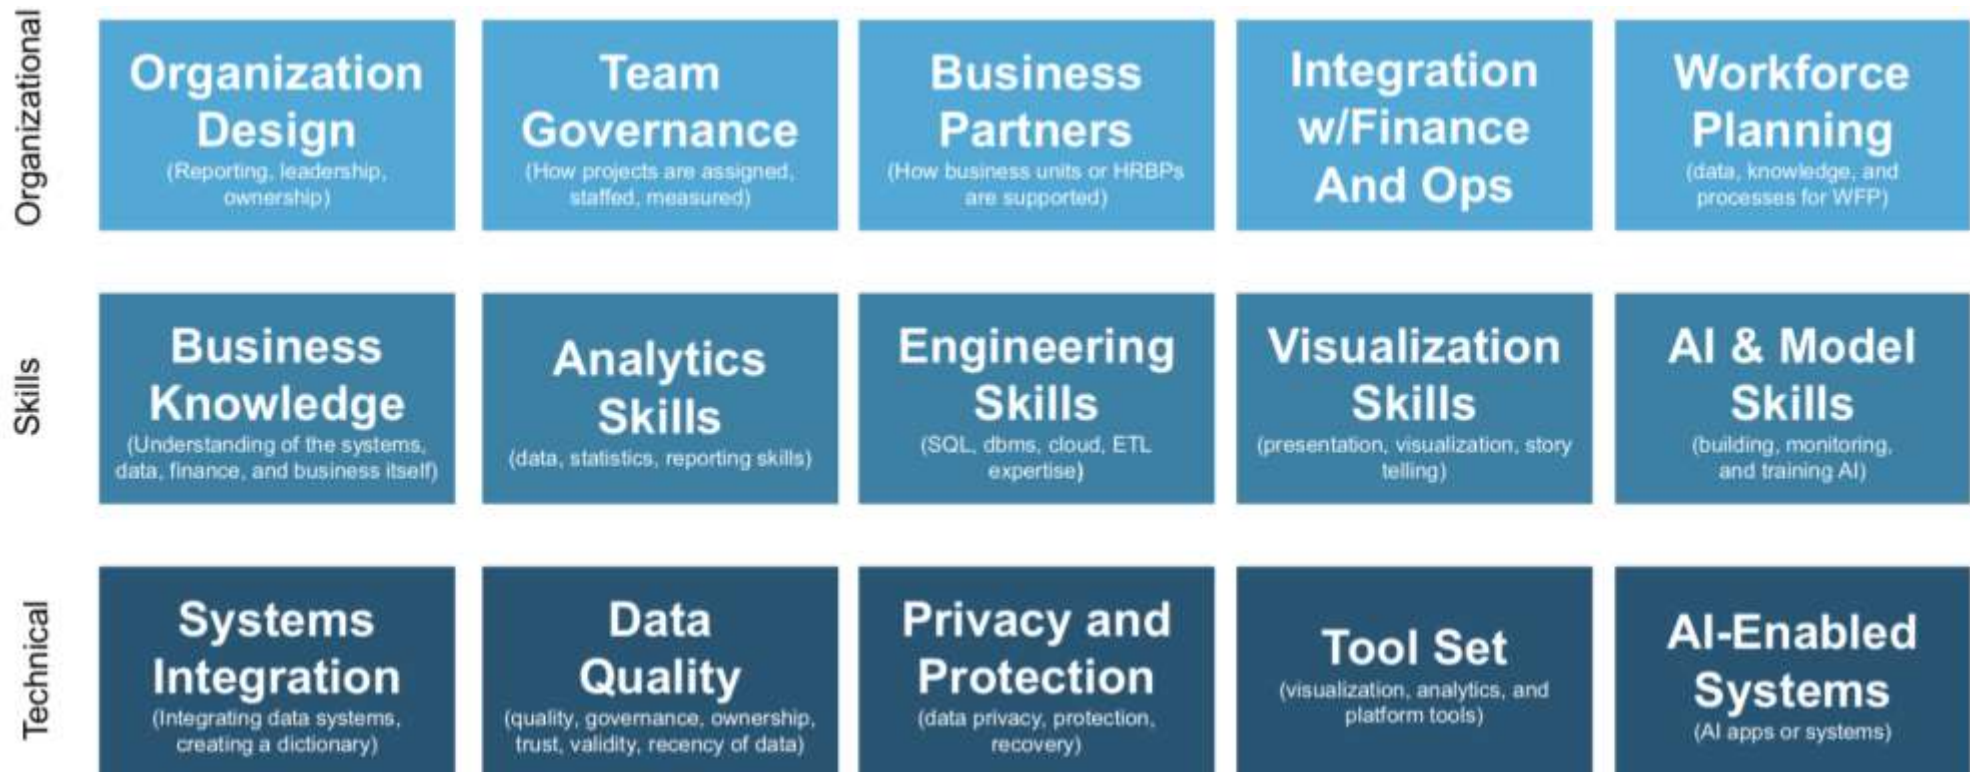 Organizational
Organization
Design
(Reporting, leadership,
ownership)
Team
Governance
(How projects are assigned,
staffed, measured)
Business
Partners
(How business units or HRBPs
are supported)
Integration
w/Finance
And Ops
Workforce
Planning
(data, knowledge, and
processes for WFP)
Skills
Business
Knowledge
(Understanding of the systems,
data, finance, and business itself)
Analytics
Skills
(data, statistics, reporting skills)
Engineering
Skills
(SQL, dbms, cloud, ETL
expertise)
Visualization
Skills
(presentation, visualization, story
telling)
AI & Model
Skills
(building, monitoring,
and training AI)
Technical
Systems
Integration
(Integrating data systems,
creating a dictionary)
Data
Quality
(quality, governance, ownership,
trust, validity, recency of data)
Privacy and
Protection
(data privacy, protection,
recovery)
Tool Set
(visualization, analytics, and
platform tools)
AI-Enabled
Systems
(AI apps or systems)